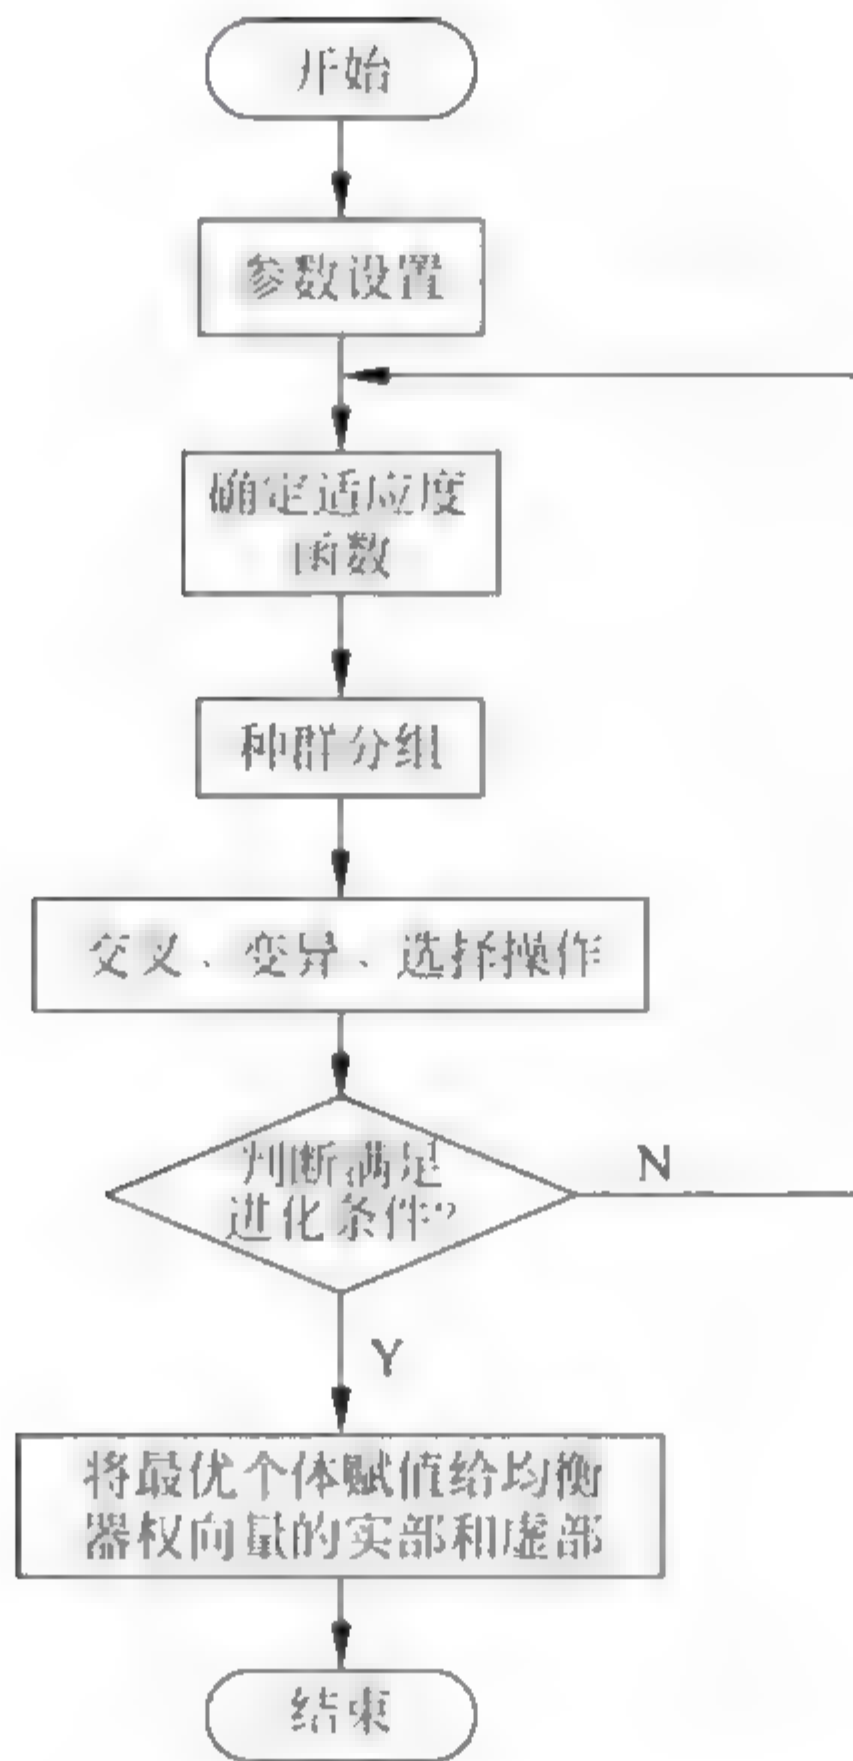 开始
参数设置
确定适应度
函数
种群分组
交叉、变异、选择操作
判断满足
进化条件?
N
Y
将最优个体赋值给均衡
器权向量的实部和虚部
结束